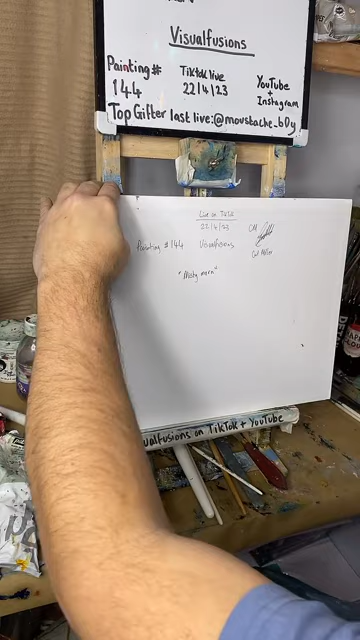 Visualfusions
Painting # TikTok live YouTube
144 22/4/23 + Instagram
Top Gifter last live:@moustache_b0y
Live on TikTok
22/4/23
Painting # 144 Visualfusions
"Misty morn"
Visualfusions on TikTok + YouTube